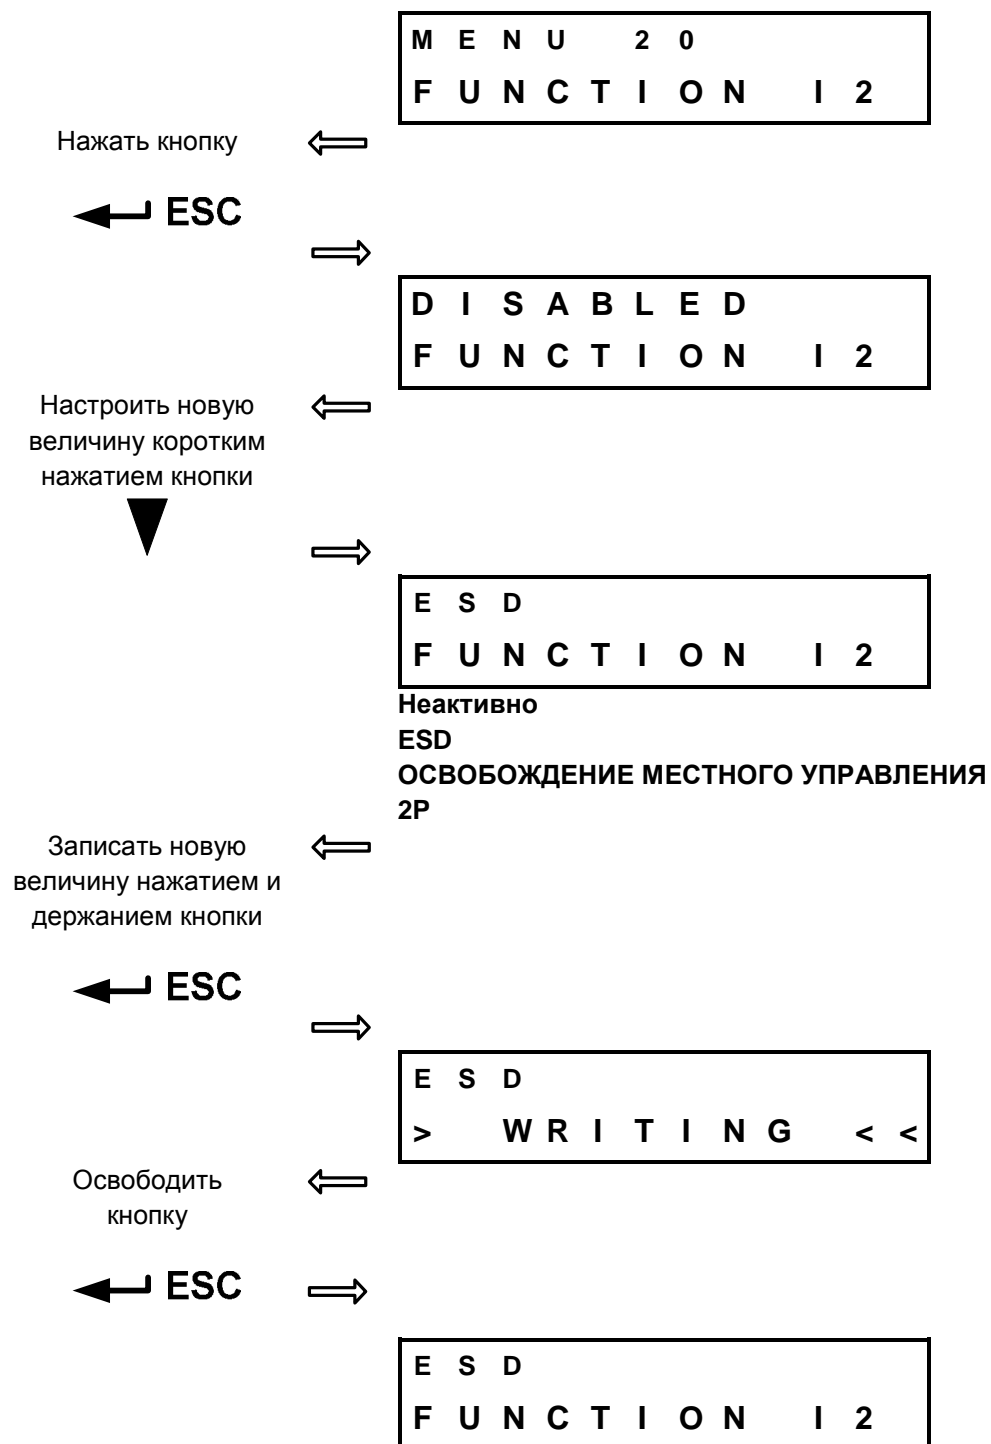 MENU 20
FUNCTION I2
Нажать кнопку
ESC
DISABLED
FUNCTION I2
Настроить новую
величину коротким
нажатием кнопки
ESD
FUNCTION I2
Неактивно
ESD
ОСВОБОЖДЕНИЕ МЕСТНОГО УПРАВЛЕНИЯ
2P
Записать новую
величину нажатием и
держанием кнопки
ESC
ESD
> WRITING <<
Освободить
кнопку
ESC
ESD
FUNCTION I2